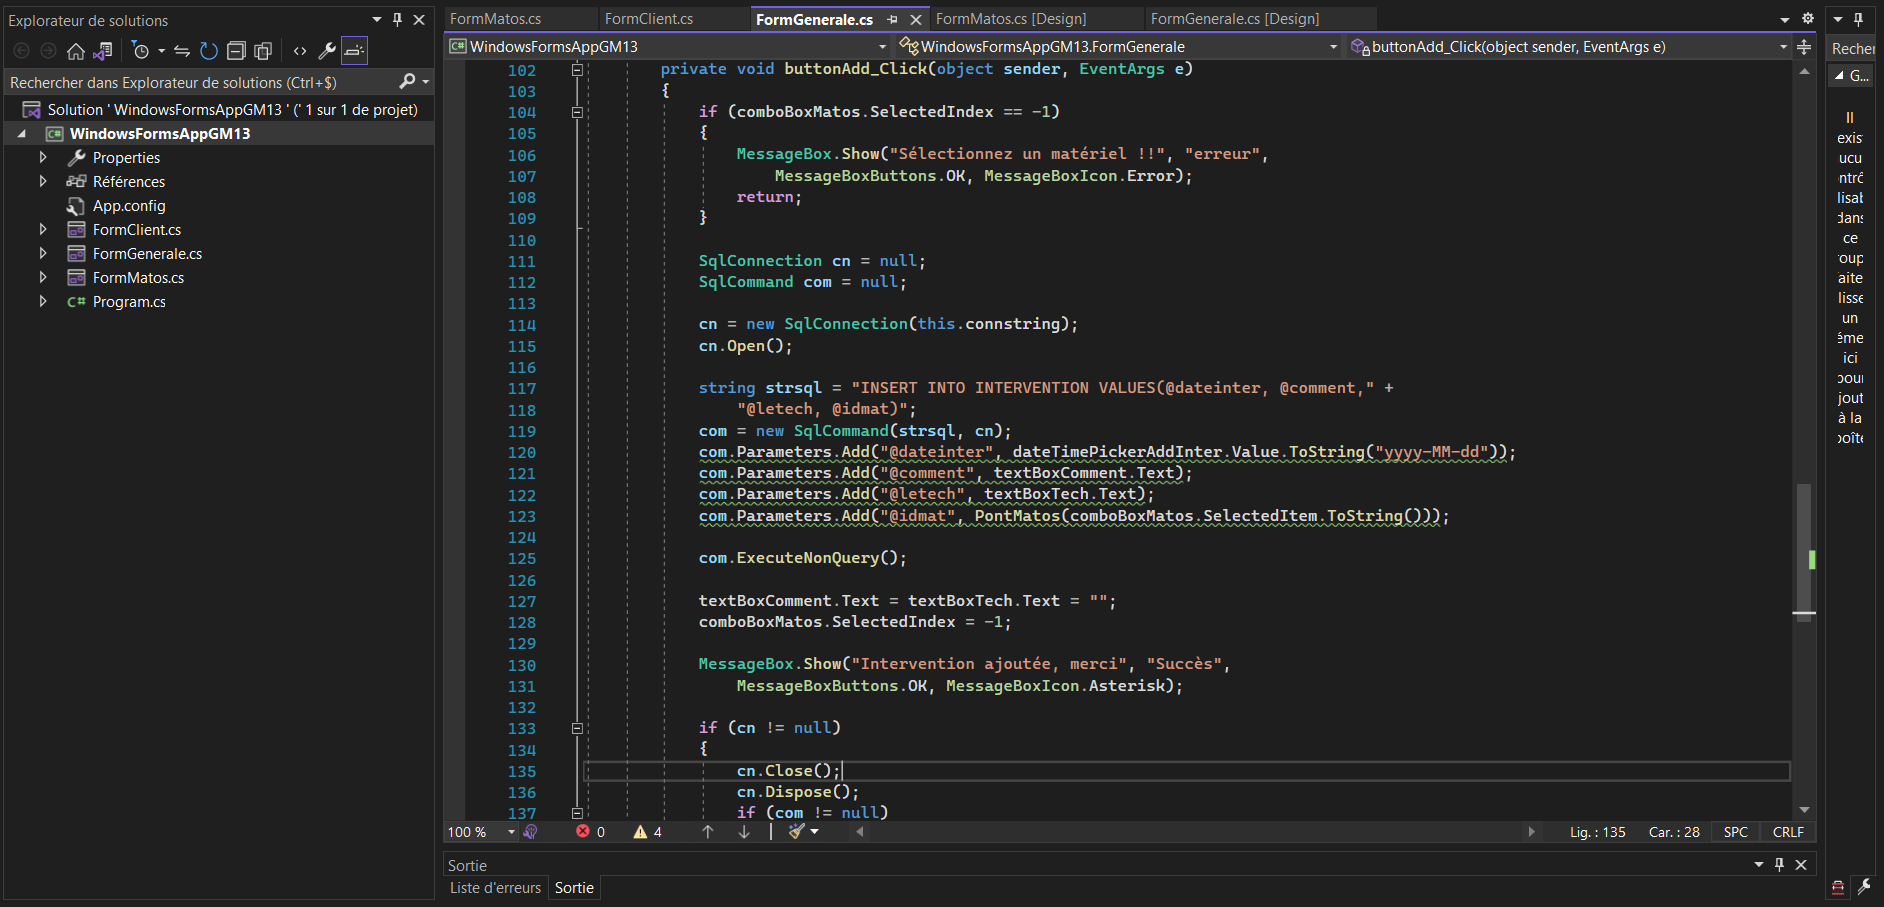 Explorateur de solutions
Rechercher dans Explorateur de solutions (Ctrl+$)
Solution ' WindowsFormsAppGM13 ' (' 1 sur 1 de projet)
C# WindowsFormsAppGM13
Properties
Références
App.config
FormClient.cs
FormGenerale.cs
FormMatos.cs
C# Program.cs
FormMatos.cs
FormClient.cs
FormGenerale.cs
FormMatos.cs [Design]
FormGenerale.cs [Design]
C# WindowsFormsAppGM13
WindowsFormsAppGM13.FormGenerale
buttonAdd_Click(object sender, EventArgs e)
102 private void buttonAdd_Click(object sender, EventArgs e)
103 {
104 if (comboBoxMatos.SelectedIndex == -1)
105 {
106 MessageBox.Show("Sélectionnez un matériel !!", "erreur",
107 MessageBoxButtons.OK, MessageBoxIcon.Error);
108 return;
109 }
110
111 SqlConnection cn = null;
112 SqlCommand com = null;
113
114 cn = new SqlConnection(this.connstring);
115 cn.Open();
116
117 string strsql = "INSERT INTO INTERVENTION VALUES(@dateinter, @comment," +
118 "@letech, @idmat)";
119 com = new SqlCommand(strsql, cn);
120 com.Parameters.Add("@dateinter", dateTimePickerAddInter.Value.ToString("yyyy-MM-dd"));
121 com.Parameters.Add("@comment", textBoxComment.Text);
122 com.Parameters.Add("@letech", textBoxTech.Text);
123 com.Parameters.Add("@idmat", PontMatos(comboBoxMatos.SelectedItem.ToString()));
124
125 com.ExecuteNonQuery();
126
127 textBoxComment.Text = textBoxTech.Text = "";
128 comboBoxMatos.SelectedIndex = -1;
129
130 MessageBox.Show("Intervention ajoutée, merci", "Succès",
131 MessageBoxButtons.OK, MessageBoxIcon.Asterisk);
132
133 if (cn != null)
134 {
135 cn.Close();
136 cn.Dispose();
137 if (com != null)
100 %
0
4
Lig. : 135
Car. : 28
SPC
CRLF
Sortie
Liste d'erreurs
Sortie
Recher
G...
Il
exis
ucu
ntrô
lisab
dans
ce
roup
aite
lisse
un
éme
ici
pour
jout
à la
boîte